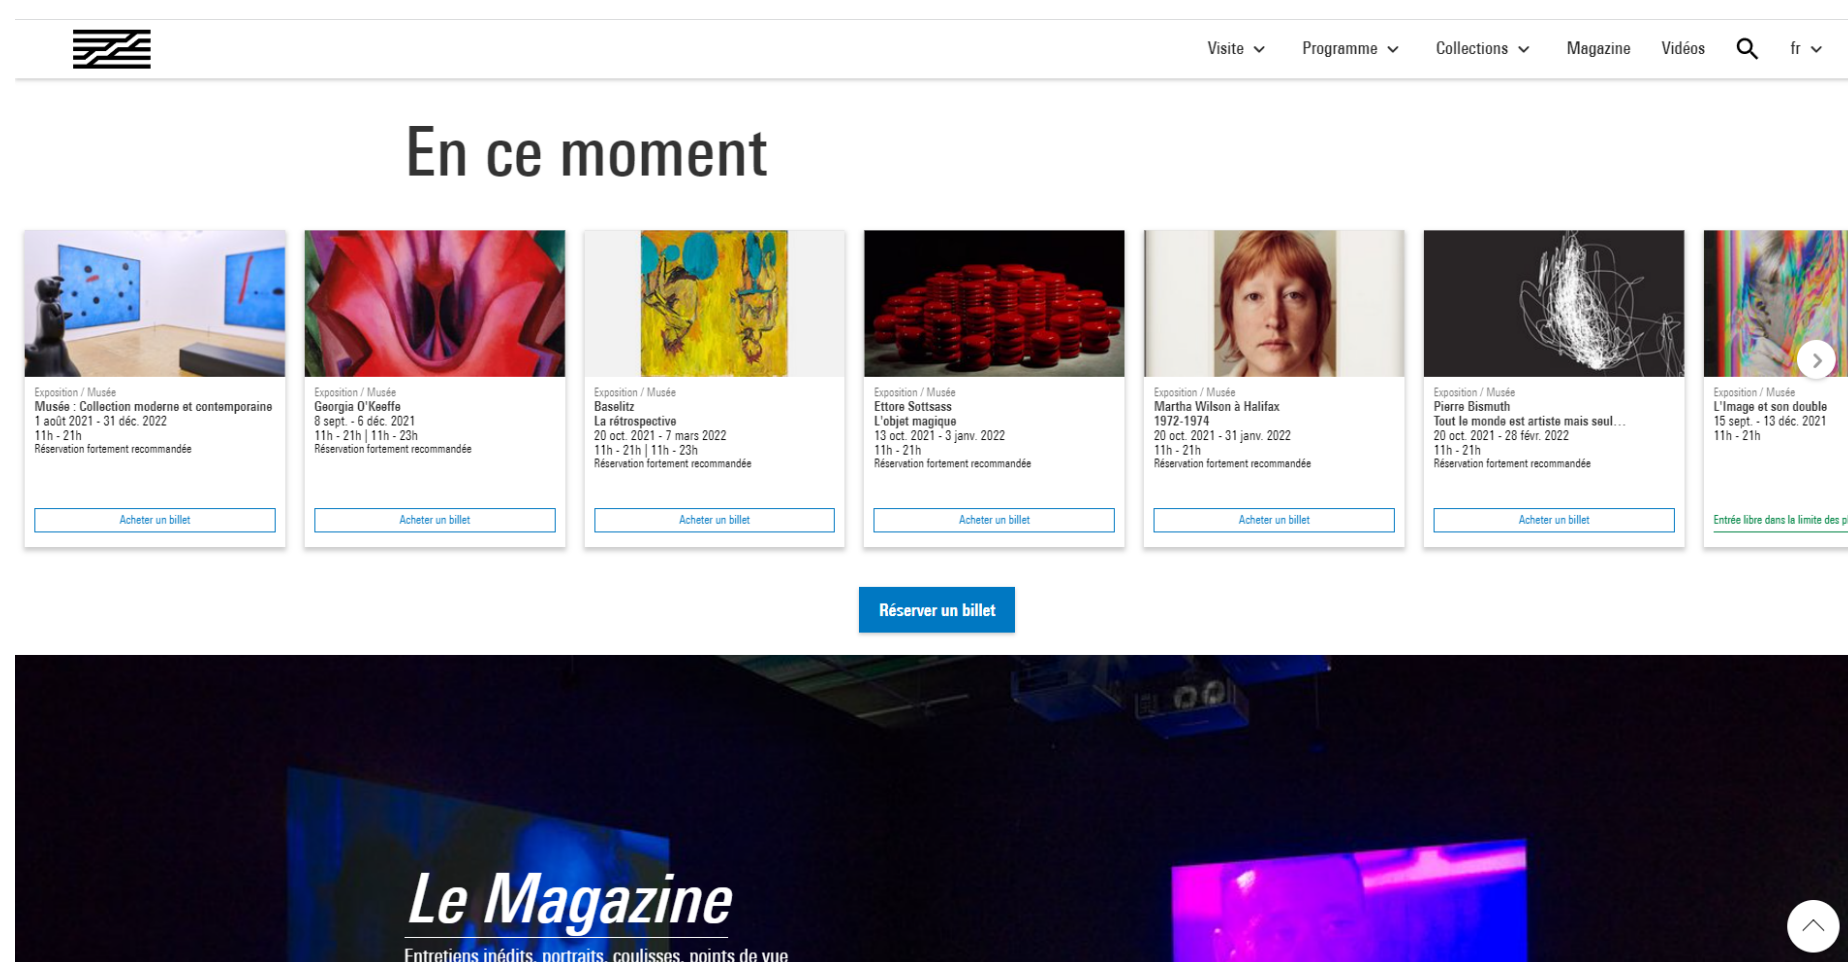 Visite Programme Collections Magazine Vidéos fr
En ce moment
Exposition / Musée
Musée : Collection moderne et contemporaine
1 août 2021 - 31 déc. 2022
11h - 21h
Réservation fortement recommandée
Acheter un billet
Exposition / Musée
Georgia O'Keeffe
8 sept. - 6 déc. 2021
11h - 21h | 11h - 23h
Réservation fortement recommandée
Acheter un billet
Exposition / Musée
Baselitz
La rétrospective
20 oct. 2021 - 7 mars 2022
11h - 21h | 11h - 23h
Réservation fortement recommandée
Acheter un billet
Exposition / Musée
Ettore Sottsass
L'objet magique
13 oct. 2021 - 3 janv. 2022
11h - 21h
Réservation fortement recommandée
Acheter un billet
Exposition / Musée
Martha Wilson à Halifax
1972-1974
20 oct. 2021 - 31 janv. 2022
11h - 21h
Réservation fortement recommandée
Acheter un billet
Exposition / Musée
Pierre Bismuth
Tout le monde est artiste mais seul…
20 oct. 2021 - 28 févr. 2022
11h - 21h
Réservation fortement recommandée
Acheter un billet
Exposition / Musée
L'Image et son double
15 sept. - 13 déc. 2021
11h - 21h
Entrée libre dans la limite des
Réserver un billet
Le Magazine
Entretiens inédits, portraits, coulisses, points de vue